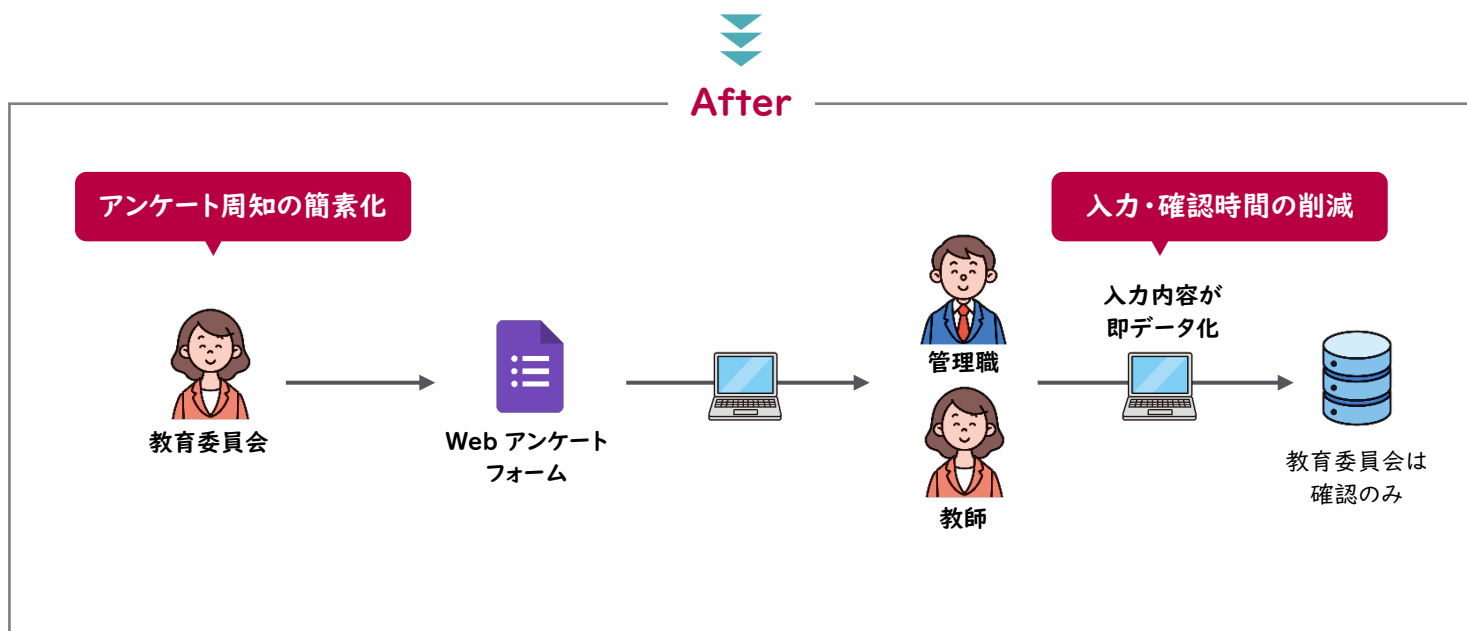 After
アンケート周知の簡素化
入力・確認時間の削減
教育委員会
Web アンケート
フォーム
管理職
教師
入力内容が
即データ化
教育委員会は
確認のみ